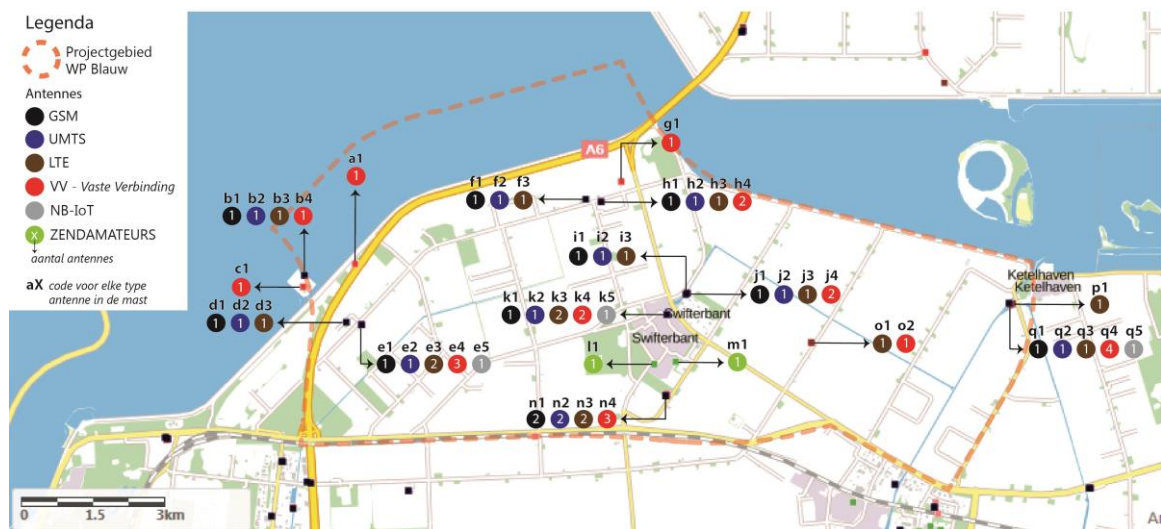 Legenda
Projectgebied
WP Blauw
Antennes
GSM
UMTS
LTE
VV - Vaste Verbinding
NB-IoT
X ZENDAMATEURS
aantal antennes
aX code voor elke type
antenne in de mast
0 1.5 3km
A6
g1
1
a1
1
f1 f2 f3
1 1 1
h1 h2 h3 h4
1 1 1 2
b1 b2 b3 b4
1 1 1 1
i1 i2 i3
1 1 1
c1
1
j1 j2 j3 j4
1 1 1 2
Ketelhaven
Ketelhaven
p1
1
d1 d2 d3
1 1 1
k1 k2 k3 k4 k5
1 1 2 2 1
Swifterbant
Swifterbant
o1 o2
1 1
q1 q2 q3 q4 q5
1 1 1 4 1
e1 e2 e3 e4 e5
1 1 2 3 1
l1
1
m1
1
n1 n2 n3 n4
2 2 2 3